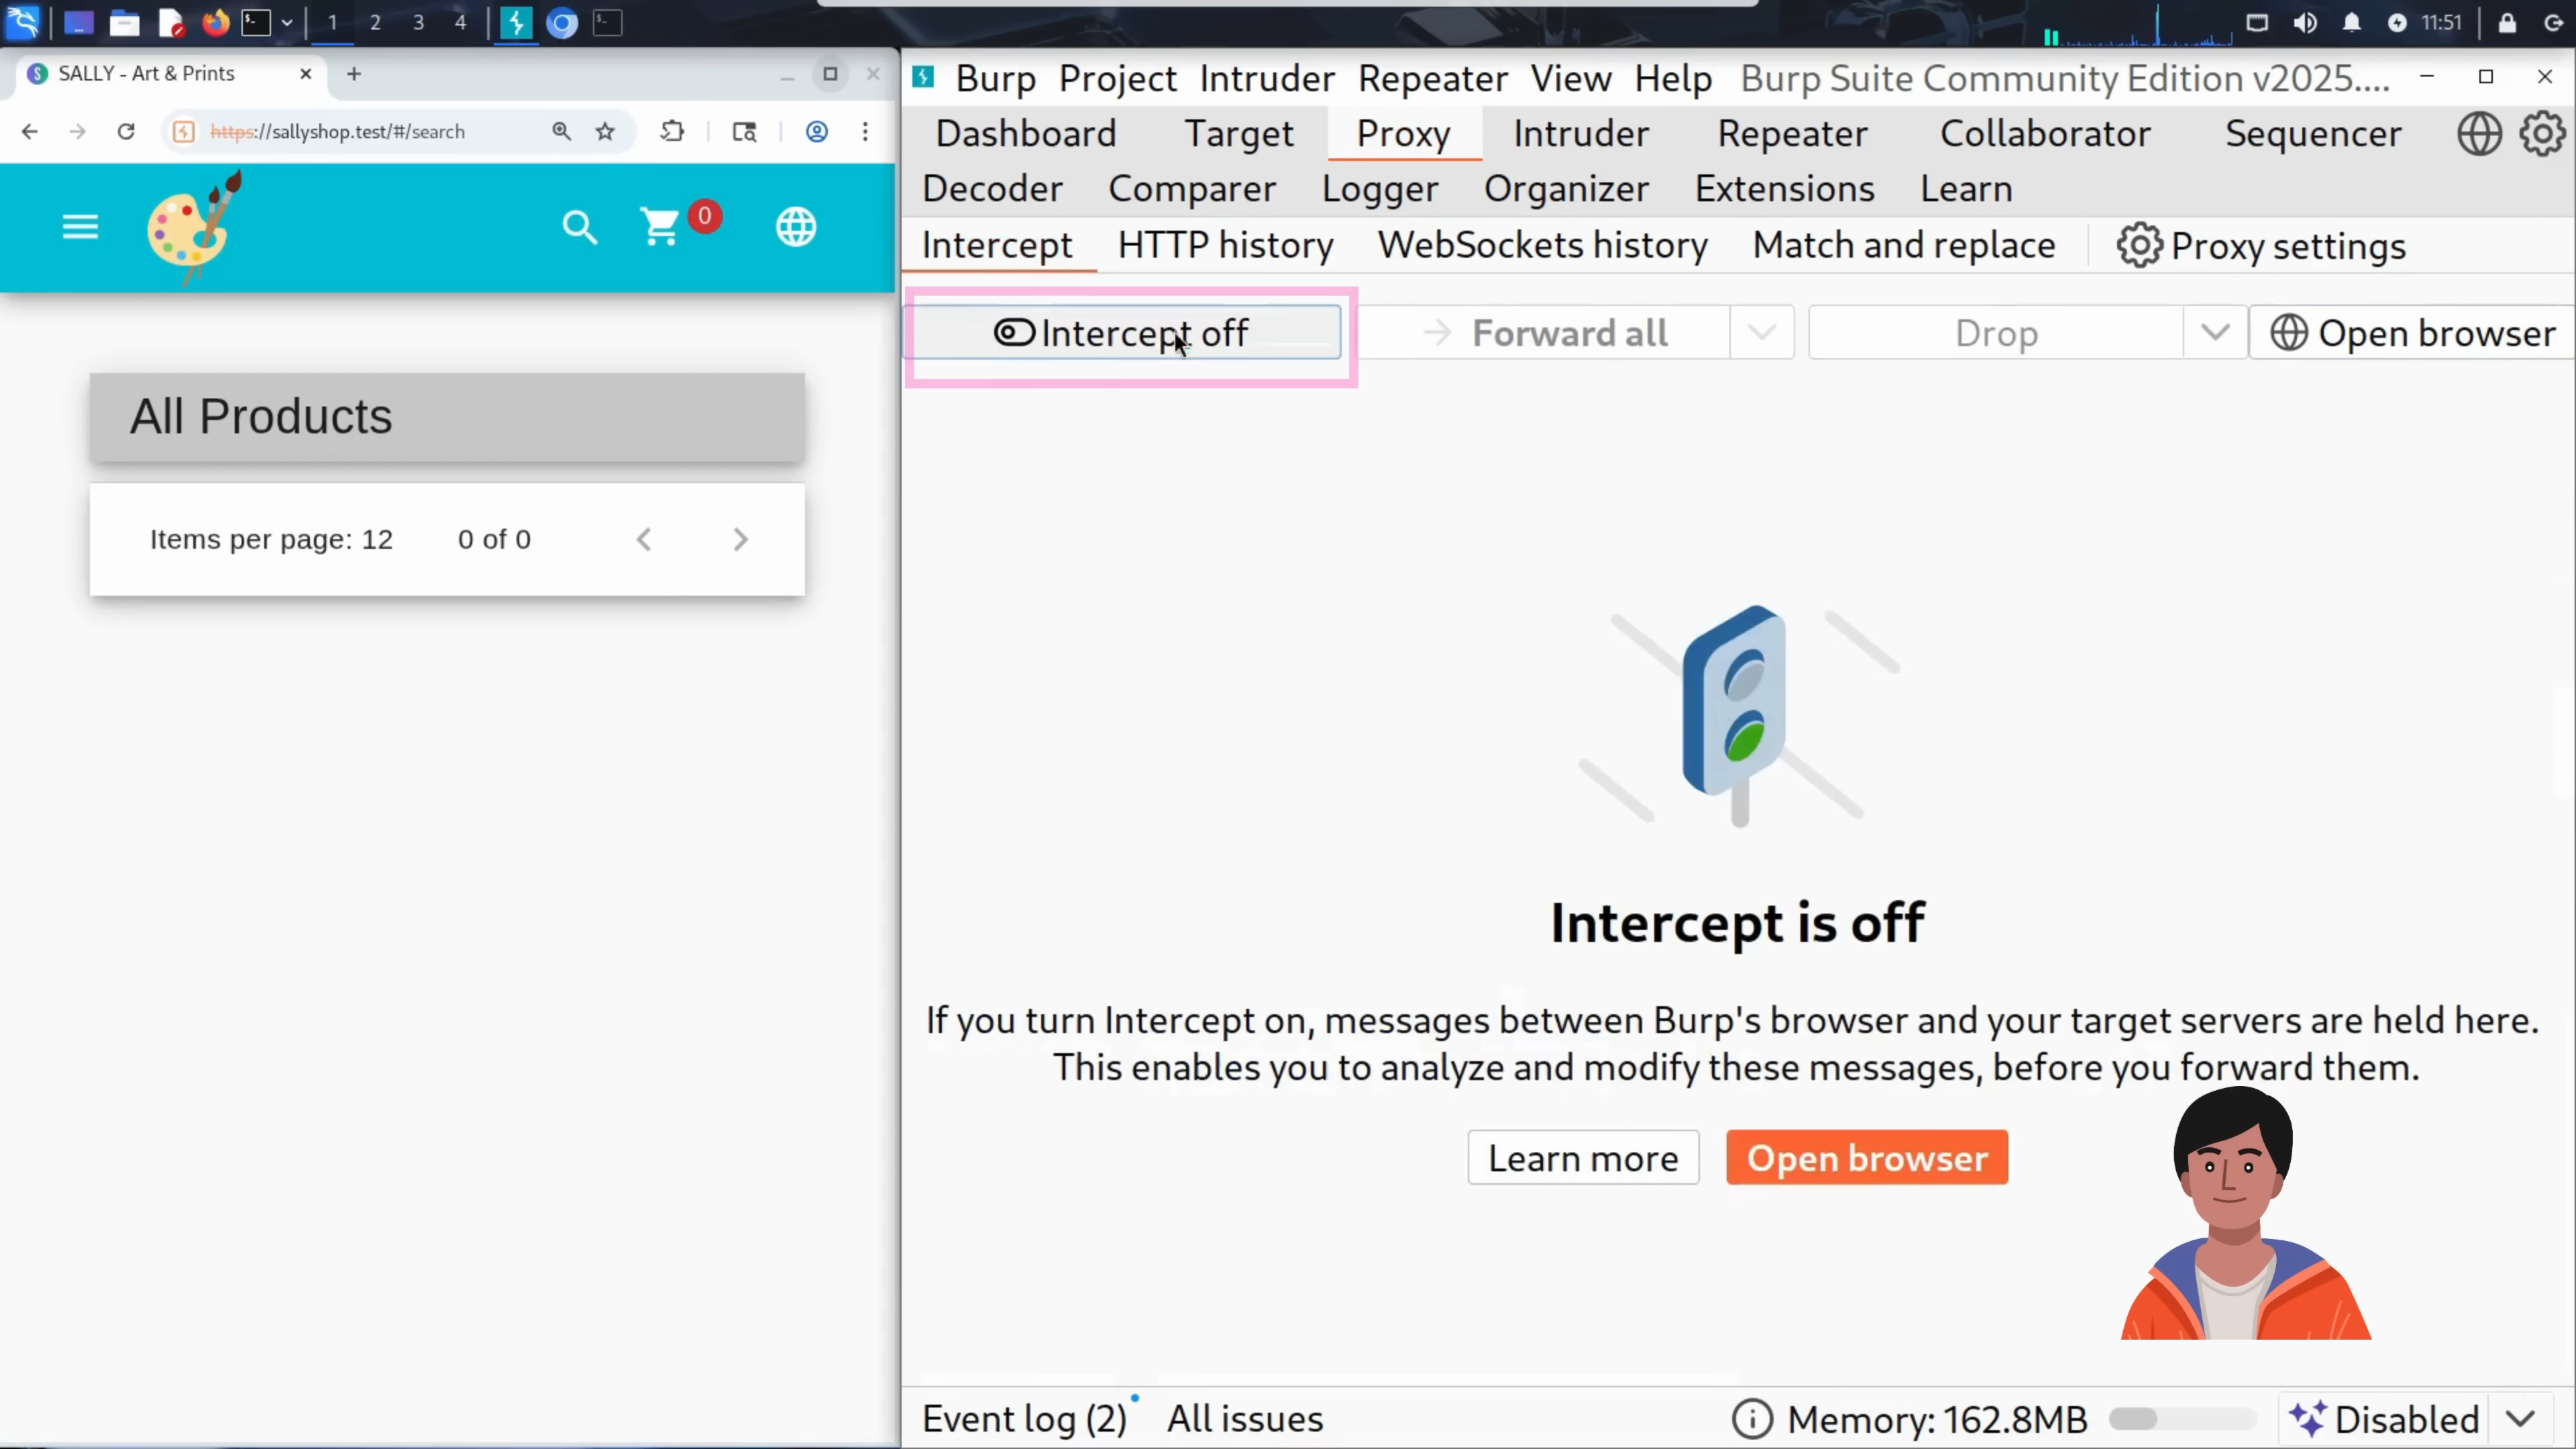 1 2 3 4 11:51
SALLY - Art & Prints
https://sallyshop.test/#/search
0
All Products
Items per page: 12 0 of 0
Burp Project Intruder Repeater View Help Burp Suite Community Edition v2025....
Dashboard Target Proxy Intruder Repeater Collaborator Sequencer
Decoder Comparer Logger Organizer Extensions Learn
Intercept HTTP history WebSockets history Match and replace Proxy settings
Intercept off Forward all Drop Open browser
Intercept is off
If you turn Intercept on, messages between Burp's browser and your target servers are held here.
This enables you to analyze and modify these messages, before you forward them.
Learn more Open browser
Event log (2) All issues Memory: 162.8MB Disabled